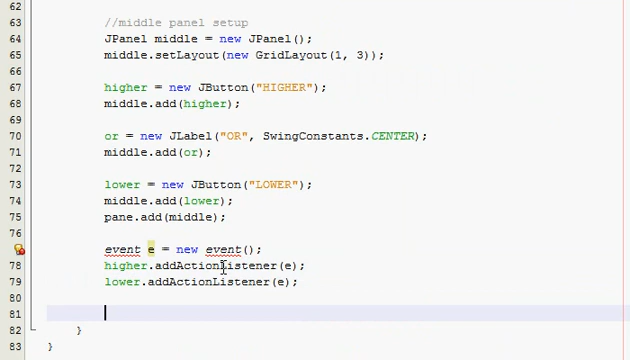 62
63 //middle panel setup
64 JPanel middle = new JPanel();
65 middle.setLayout(new GridLayout(1, 3));
66
67 higher = new JButton("HIGHER");
68 middle.add(higher);
69
70 or = new JLabel("OR", SwingConstants.CENTER);
71 middle.add(or);
72
73 lower = new JButton("LOWER");
74 middle.add(lower);
75 pane.add(middle);
76
event e = new event();
78 higher.addActionListener(e);
79 lower.addActionListener(e);
80
81
82 }
83 }